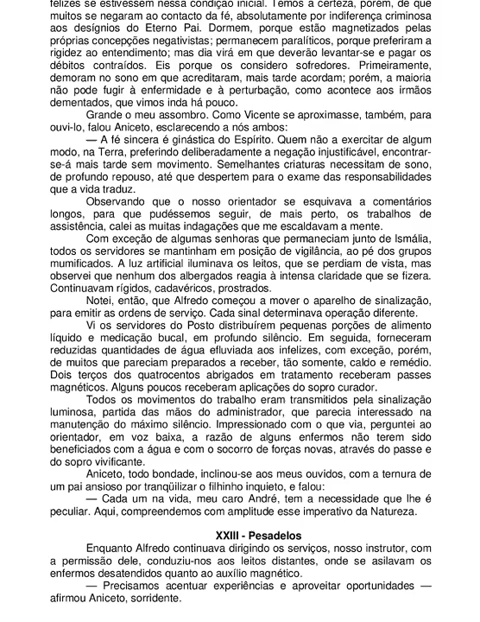 felizes se estivessem nessa condição inicial. Temos a certeza, porém, de que
muitos se negaram ao contacto da fé, absolutamente por indiferença criminosa
aos desígnios do Eterno Pai. Dormem, porque estão magnetizados pelas
próprias concepções negativistas; permanecem paralíticos, porque preferiram a
rigidez ao entendimento; mas dia virá em que deverão levantar-se e pagar os
débitos contraídos. Eis porque os considero sofredores. Primeiramente,
demoram no sono em que acreditaram, mais tarde acordam; porém, a maioria
não pode fugir à enfermidade e à perturbação, como acontece aos irmãos
dementados, que vimos inda há pouco.
Grande o meu assombro. Como Vicente se aproximasse, também, para
ouvi-lo, falou Aniceto, esclarecendo a nós ambos:
— A fé sincera é ginástica do Espírito. Quem não a exercitar de algum
modo, na Terra, preferindo deliberadamente a negação injustificável, encontrar-
se-á mais tarde sem movimento. Semelhantes criaturas necessitam de sono,
de profundo repouso, até que despertem para o exame das responsabilidades
que a vida traduz.
Observando que o nosso orientador se esquivava a comentários
longos, para que pudéssemos seguir, de mais perto, os trabalhos de
assistência, calei as muitas indagações que me escaldavam a mente.
Com exceção de algumas senhoras que permaneciam junto de Ismália,
todos os servidores se mantinham em posição de vigilância, ao pé dos grupos
mumificados. A luz artificial iluminava os leitos, que se perdiam de vista, mas
observei que nenhum dos albergados reagia à intensa claridade que se fizera.
Continuavam rígidos, cadavéricos, prostrados.
Notei, então, que Alfredo começou a mover o aparelho de sinalização,
para emitir as ordens de serviço. Cada sinal determinava operação diferente.
Vi os servidores do Posto distribuírem pequenas porções de alimento
líquido e medicação bucal, em profundo silêncio. Em seguida, forneceram
reduzidas quantidades de água efluviada aos infelizes, com exceção, porém,
de muitos que pareciam preparados a receber, tão somente, caldo e remédio.
Dois terços dos quatrocentos abrigados em tratamento receberam passes
magnéticos. Alguns poucos receberam aplicações do sopro curador.
Todos os movimentos do trabalho eram transmitidos pela sinalização
luminosa, partida das mãos do administrador, que parecia interessado na
manutenção do máximo silêncio. Impressionado com o que via, perguntei ao
orientador, em voz baixa, a razão de alguns enfermos não terem sido
beneficiados com a água e com o socorro de forças novas, através do passe e
do sopro vivificante.
Aniceto, todo bondade, inclinou-se aos meus ouvidos, com a ternura de
um pai ansioso por tranqüilizar o filhinho inquieto, e falou:
— Cada um na vida, meu caro André, tem a necessidade que lhe é
peculiar. Aqui, compreendemos com amplitude esse imperativo da Natureza.
XXIII - Pesadelos
Enquanto Alfredo continuava dirigindo os serviços, nosso instrutor, com
a permissão dele, conduziu-nos aos leitos distantes, onde se asilavam os
enfermos desatendidos quanto ao auxílio magnético.
— Precisamos acentuar experiências e aproveitar oportunidades —
afirmou Aniceto, sorridente.